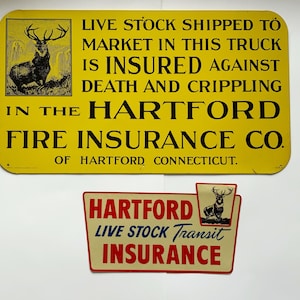 LIVE STOCK SHIPPED TO
MARKET IN THIS TRUCK
IS INSURED AGAINST
DEATH AND CRIPPLING
IN THE HARTFORD
FIRE INSURANCE CO.
OF HARTFORD, CONNECTICUT.
HARTFORD
LIVE STOCK Transit
INSURANCE